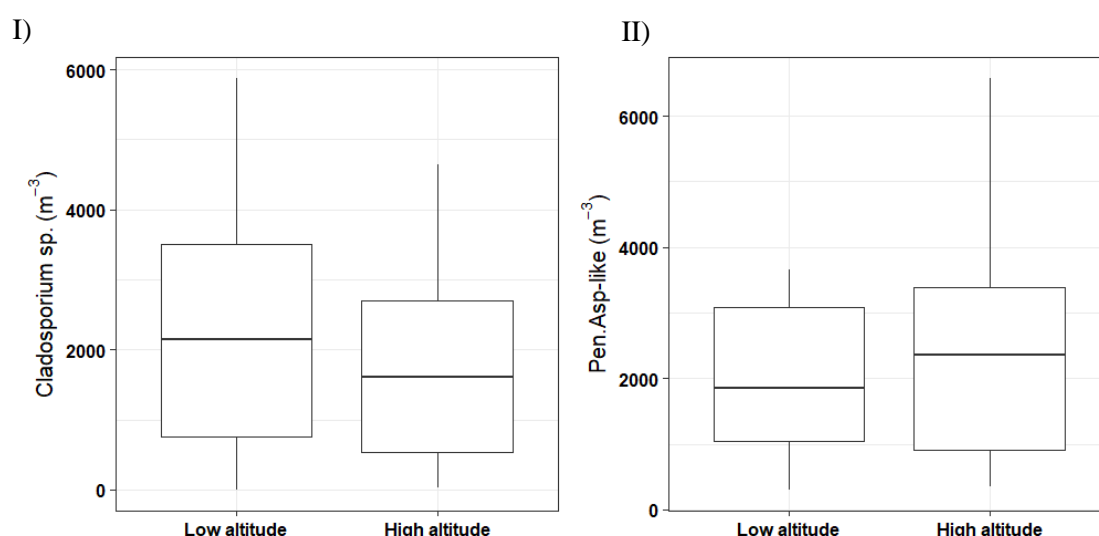 I)
Cladosporium sp. (m⁻³)
6000
4000
2000
0
Low altitude
High altitude
II)
Pen.Asp-like (m⁻³)
6000
4000
2000
0
Low altitude
High altitude